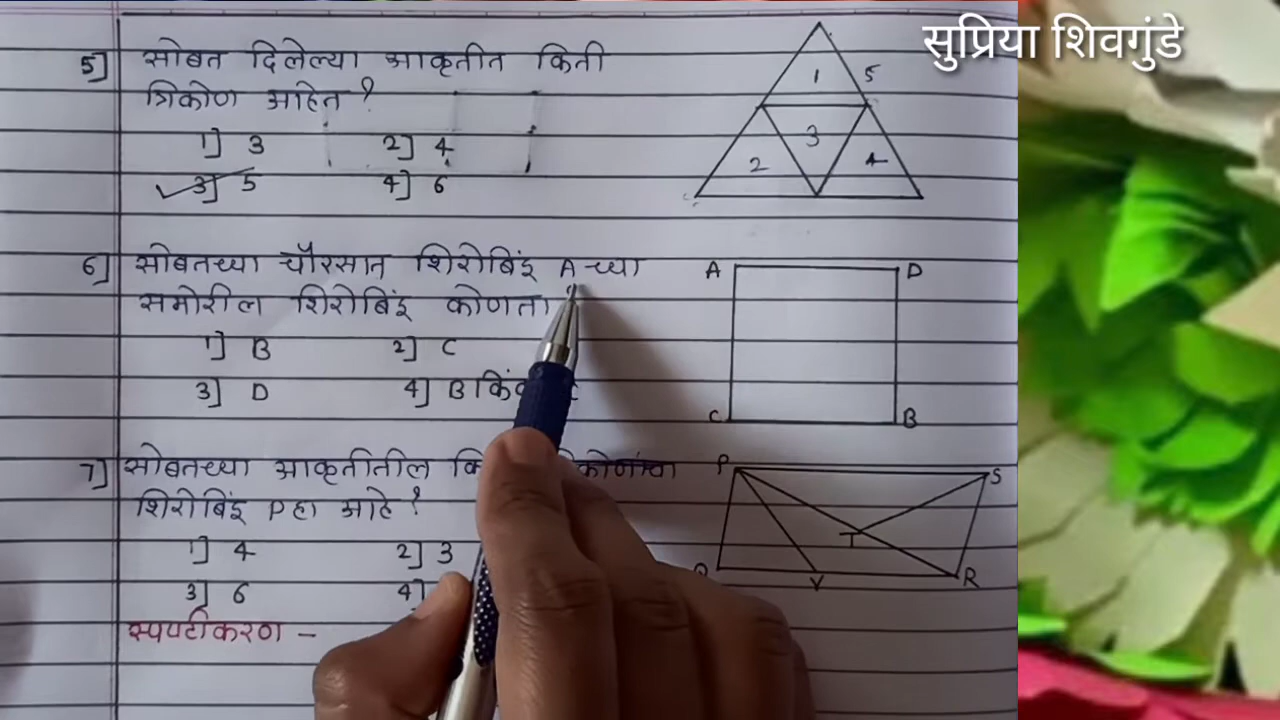 सुप्रिया शिवगुंडे
5] सोबत दिलेल्या आकृतीत किती
त्रिकोण आहेत ?
1] 3 2] 4
3] 5 4] 6
1 5
2 3 4
6] सोबतच्या चौरसात शिरोबिंदू A च्या
समोरील शिरोबिंदू कोणता
1] B 2] C
3] D 4] B
A D
C B
7] सोबतच्या आकृतीतील
शिरोबिंदू P हा आहे ?
1] 4 2] 3
3] 6 4]
P S
T
V R
स्पष्टीकरण -